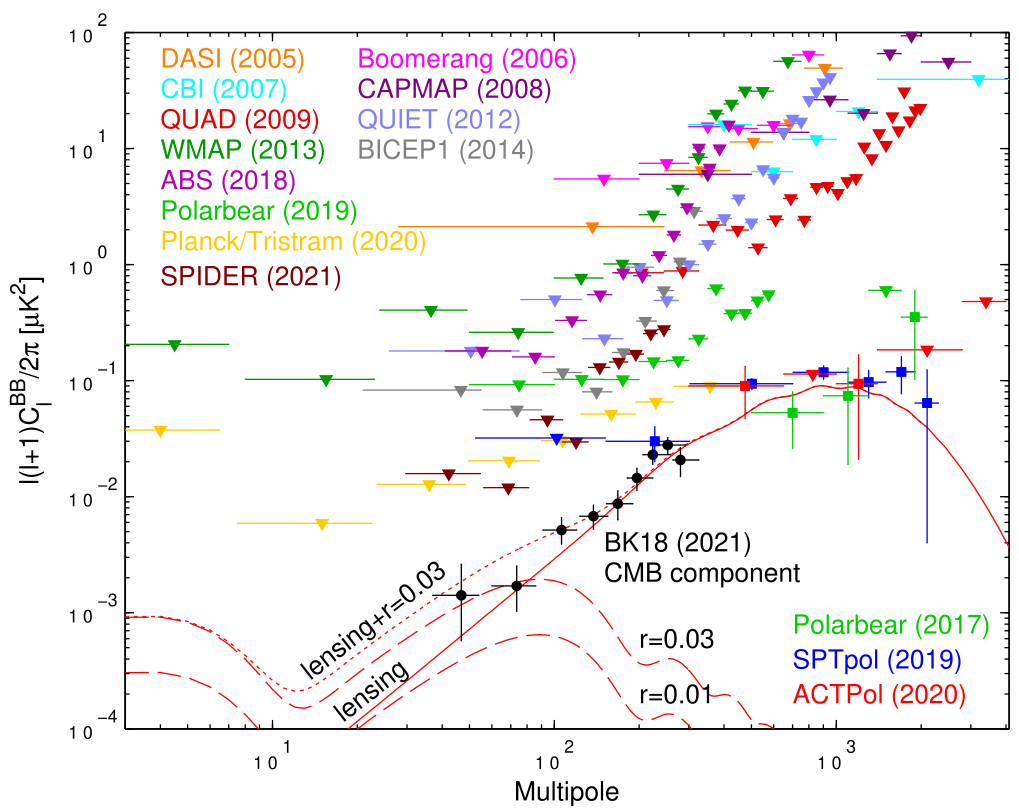 10^2
10^1
10^0
10^-1
10^-2
10^-3
10^-4
l(l+1)C_l^BB/2π [μK^2]
DASI (2005)
CBI (2007)
QUAD (2009)
WMAP (2013)
ABS (2018)
Polarbear (2019)
Planck/Tristram (2020)
SPIDER (2021)
Boomerang (2006)
CAPMAP (2008)
QUIET (2012)
BICEP1 (2014)
BK18 (2021)
CMB component
lensing+r=0.03
lensing
r=0.03
r=0.01
Polarbear (2017)
SPTpol (2019)
ACTPol (2020)
10^1
10^2
10^3
Multipole